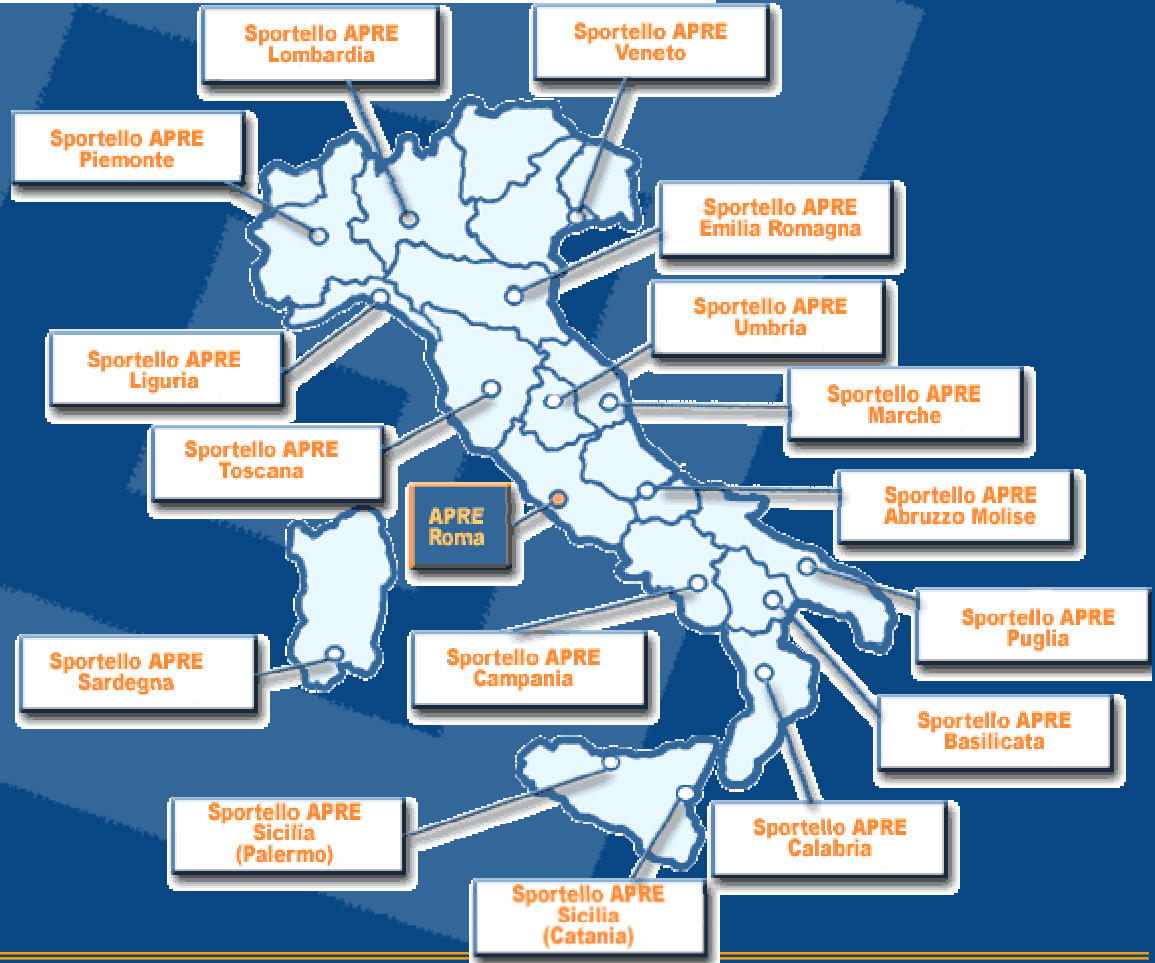 Sportello APRE
Lombardia
Sportello APRE
Veneto
Sportello APRE
Piemonte
Sportello APRE
Emilia Romagna
Sportello APRE
Umbria
Sportello APRE
Liguria
Sportello APRE
Marche
Sportello APRE
Toscana
APRE
Roma
Sportello APRE
Abruzzo Molise
Sportello APRE
Puglia
Sportello APRE
Sardegna
Sportello APRE
Campania
Sportello APRE
Basilicata
Sportello APRE
Sicilia
(Palermo)
Sportello APRE
Calabria
Sportello APRE
Sicilia
(Catania)